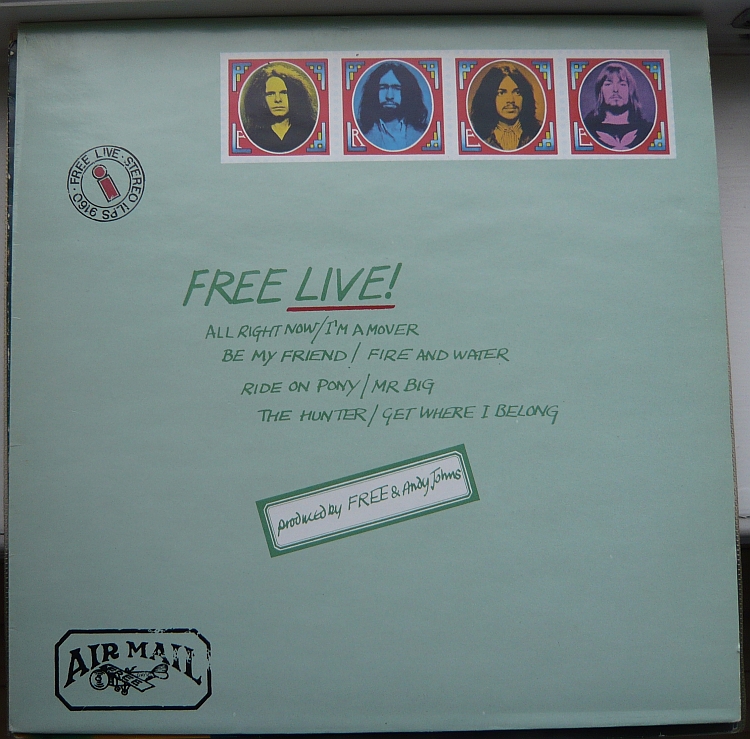 F R E E
FREE LIVE · STEREO ILPS 9160 ·
FREE LIVE!
ALL RIGHT NOW/I'M A MOVER
BE MY FRIEND / FIRE AND WATER
RIDE ON PONY/MR BIG
THE HUNTER/GET WHERE I BELONG
produced by FREE & Andy Johns
AIR MAIL